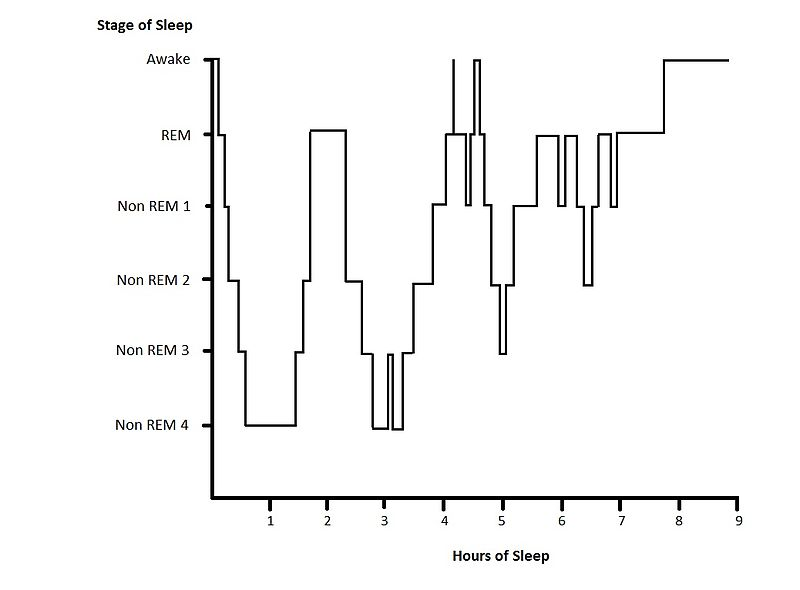 Stage of Sleep
Awake
REM
Non REM 1
Non REM 2
Non REM 3
Non REM 4
1 2 3 4 5 6 7 8 9
Hours of Sleep